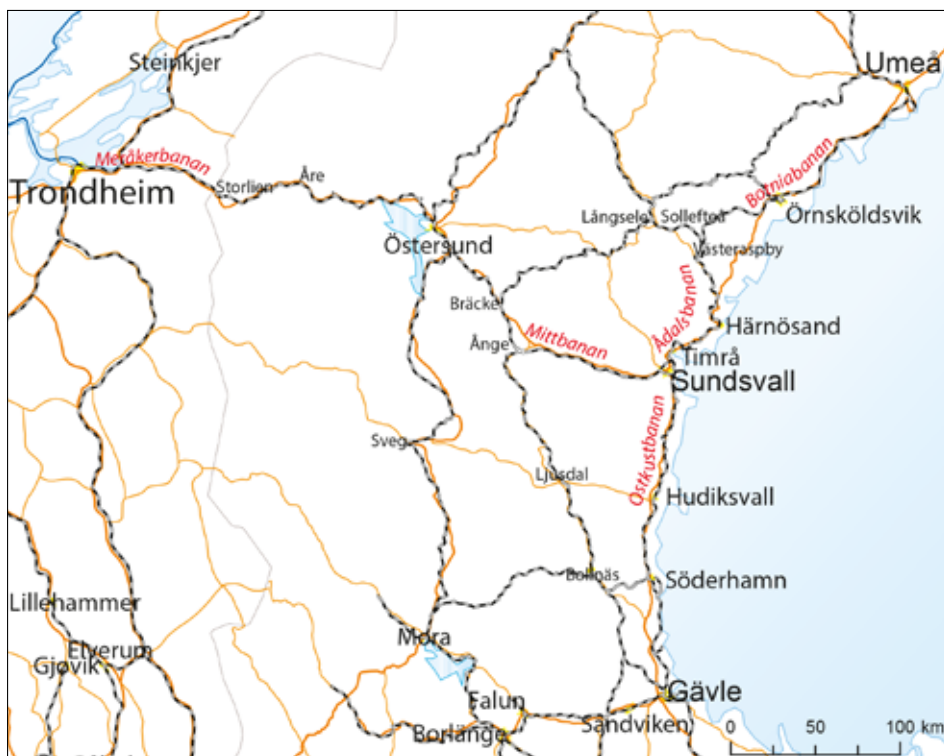 Umeå
Steinkjer
Meråkerbanan
Trondheim
Storlien
Åre
Botniabanan
Långsele
Sollefteå
Örnsköldsvik
Östersund
Västeraspby
Bräcke
Ådalsbanan
Härnösand
Mittbanan
Ånge
Timrå
Sundsvall
Sveg
Ostkustbanan
Ljusdal
Hudiksvall
Bollnäs
Söderhamn
Lillehammer
Mora
Elverum
Gjøvik
Gävle
Falun
Sandviken
Borlänge
0 50 100 km